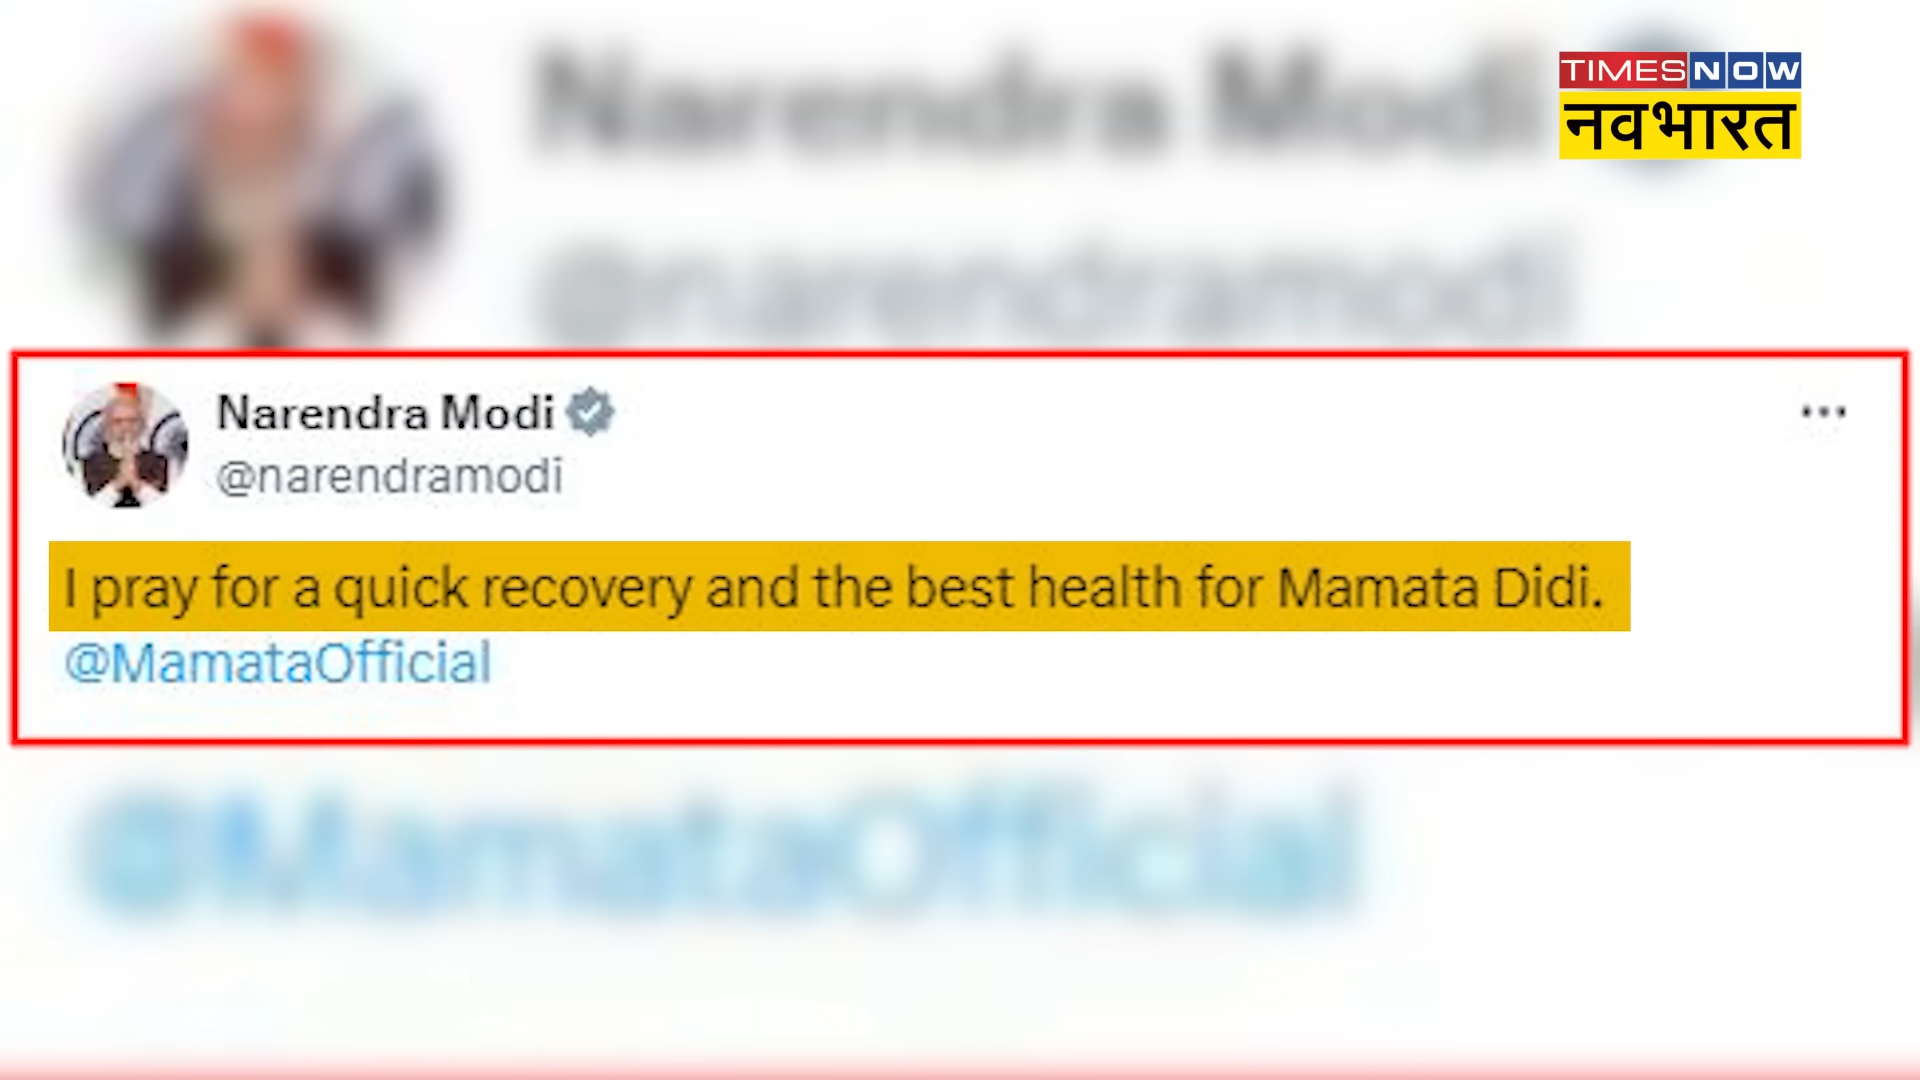 Narendra Modi
@narendramodi
TIMES NOW
नवभारत
Narendra Modi
@narendramodi
I pray for a quick recovery and the best health for Mamata Didi.
@MamataOfficial
@MamataOfficial